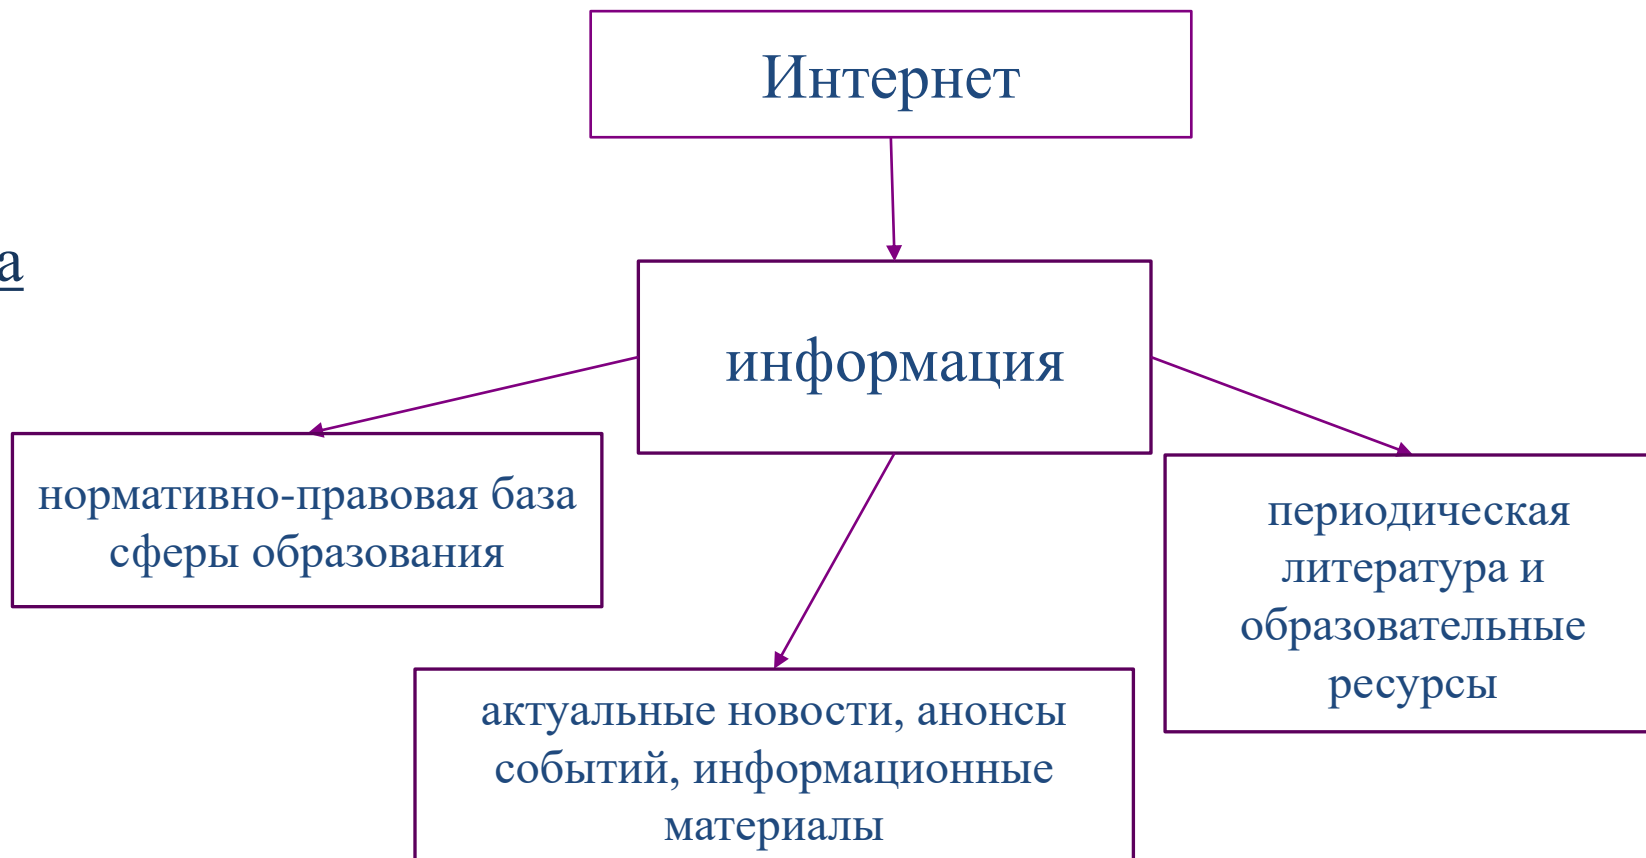 Интернет
а
информация
нормативно-правовая база
сферы образования
периодическая
литература и
образовательные
ресурсы
актуальные новости, анонсы
событий, информационные
материалы